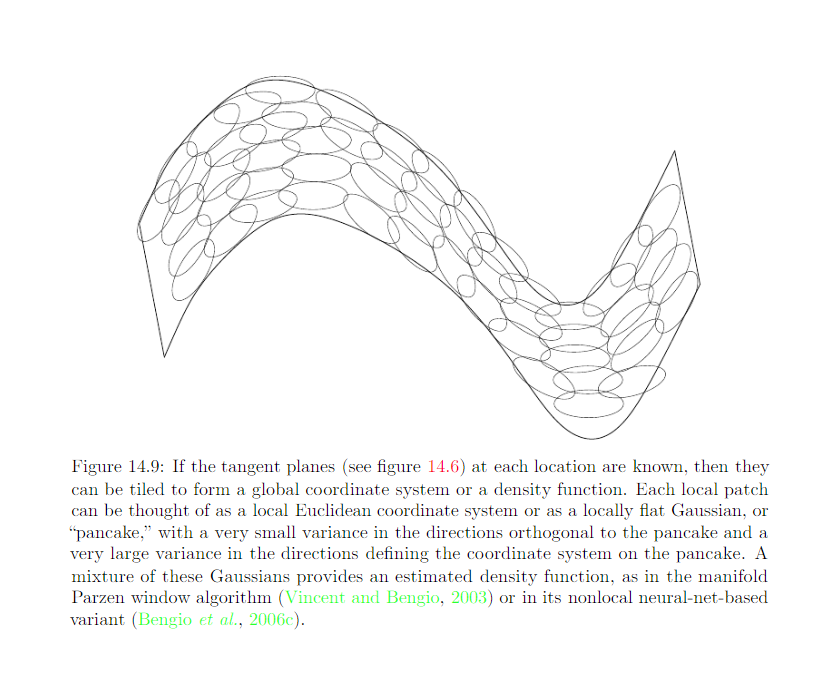 Figure 14.9: If the tangent planes (see figure 14.6) at each location are known, then they
can be tiled to form a global coordinate system or a density function. Each local patch
can be thought of as a local Euclidean coordinate system or as a locally flat Gaussian, or
“pancake,” with a very small variance in the directions orthogonal to the pancake and a
very large variance in the directions defining the coordinate system on the pancake. A
mixture of these Gaussians provides an estimated density function, as in the manifold
Parzen window algorithm (Vincent and Bengio, 2003) or in its nonlocal neural-net-based
variant (Bengio et al., 2006c).